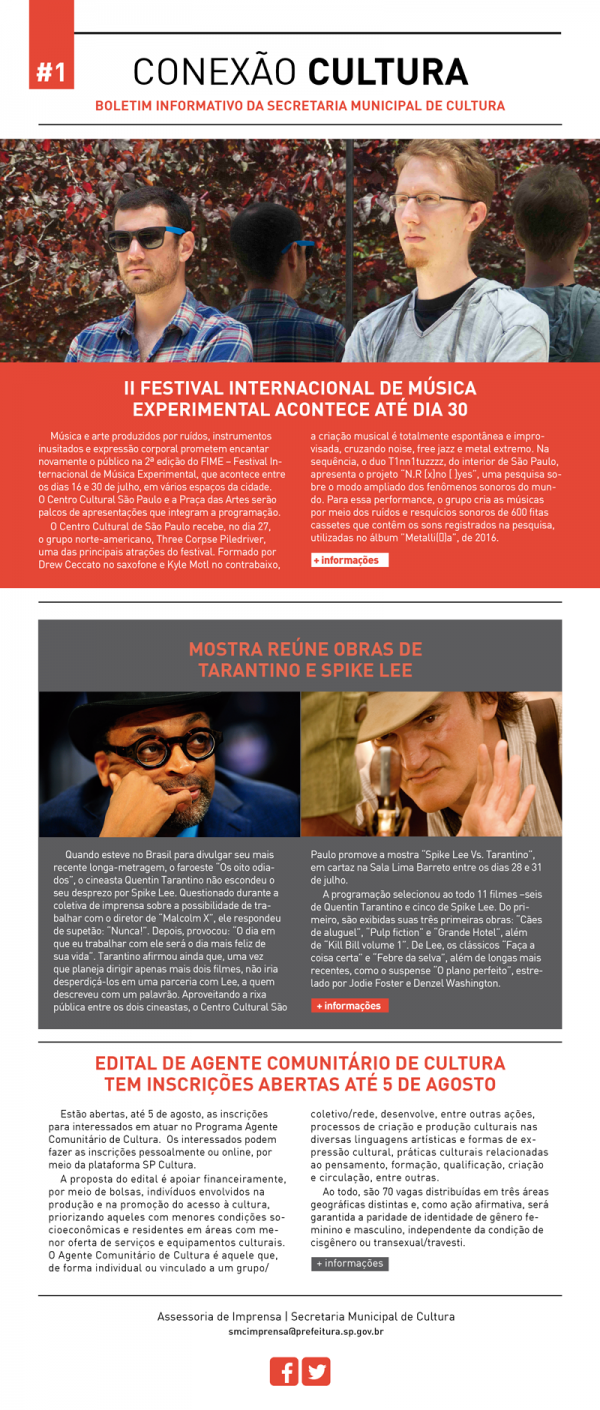 #1
CONEXÃO CULTURA
BOLETIM INFORMATIVO DA SECRETARIA MUNICIPAL DE CULTURA
II FESTIVAL INTERNACIONAL DE MÚSICA
EXPERIMENTAL ACONTECE ATÉ DIA 30
Música e arte produzidos por ruídos, instrumentos
inusitados e expressão corporal prometem encantar
novamente o público na 2ª edição do FIME – Festival In-
ternacional de Música Experimental, que acontece entre
os dias 16 e 30 de julho, em vários espaços da cidade.
O Centro Cultural São Paulo e a Praça das Artes serão
palcos de apresentações que integram a programação.
O Centro Cultural de São Paulo recebe, no dia 27,
o grupo norte-americano, Three Corpse Piledriver,
uma das principais atrações do festival. Formado por
Drew Ceccato no saxofone e Kyle Motl no contrabaixo,
a criação musical é totalmente espontânea e impro-
visada, cruzando noise, free jazz e metal extremo. Na
sequência, o duo T1nn1tuzzzz, do interior de São Paulo,
apresenta o projeto “N.R [x]no [ }yes”, uma pesquisa so-
bre o modo ampliado dos fenômenos sonoros do mun-
do. Para essa performance, o grupo cria as músicas
por meio dos ruídos e resquícios sonoros de 600 fitas
cassetes que contêm os sons registrados na pesquisa,
utilizadas no álbum “Metalli(▯)a”, de 2016.
+ informações
MOSTRA REÚNE OBRAS DE
TARANTINO E SPIKE LEE
Quando esteve no Brasil para divulgar seu mais
recente longa-metragem, o faroeste “Os oito odia-
dos”, o cineasta Quentin Tarantino não escondeu o
seu desprezo por Spike Lee. Questionado durante a
coletiva de imprensa sobre a possibilidade de tra-
balhar com o diretor de “Malcolm X”, ele respondeu
de supetão: “Nunca!”. Depois, provocou: “O dia em
que eu trabalhar com ele será o dia mais feliz de
sua vida”. Tarantino afirmou ainda que, uma vez
que planeja dirigir apenas mais dois filmes, não iria
desperdiçá-los em uma parceria com Lee, a quem
descreveu com um palavrão. Aproveitando a rixa
pública entre os dois cineastas, o Centro Cultural São
Paulo promove a mostra “Spike Lee Vs. Tarantino”,
em cartaz na Sala Lima Barreto entre os dias 28 e 31
de julho.
A programação selecionou ao todo 11 filmes –seis
de Quentin Tarantino e cinco de Spike Lee. Do pri-
meiro, são exibidas suas três primeiras obras: “Cães
de aluguel”, “Pulp fiction” e “Grande Hotel”, além
de “Kill Bill volume 1”. De Lee, os clássicos “Faça a
coisa certa” e “Febre da selva”, além de longas mais
recentes, como o suspense “O plano perfeito”, estre-
lado por Jodie Foster e Denzel Washington.
+ informações
EDITAL DE AGENTE COMUNITÁRIO DE CULTURA
TEM INSCRIÇÕES ABERTAS ATÉ 5 DE AGOSTO
Estão abertas, até 5 de agosto, as inscrições
para interessados em atuar no Programa Agente
Comunitário de Cultura. Os interessados podem
fazer as inscrições pessoalmente ou online, por
meio da plataforma SP Cultura.
A proposta do edital é apoiar financeiramente,
por meio de bolsas, indivíduos envolvidos na
produção e na promoção do acesso à cultura,
priorizando aqueles com menores condições so-
cioeconômicas e residentes em áreas com me-
nor oferta de serviços e equipamentos culturais.
O Agente Comunitário de Cultura é aquele que,
de forma individual ou vinculado a um grupo/
coletivo/rede, desenvolve, entre outras ações,
processos de criação e produção culturais nas
diversas linguagens artísticas e formas de ex-
pressão cultural, práticas culturais relacionadas
ao pensamento, formação, qualificação, criação
e circulação, entre outras.
Ao todo, são 70 vagas distribuídas em três áreas
geográficas distintas e, como ação afirmativa, será
garantida a paridade de identidade de gênero fe-
minino e masculino, independente da condição de
cisgênero ou transexual/travesti.
+ informações
Assessoria de Imprensa | Secretaria Municipal de Cultura
smcimprensa@prefeitura.sp.gov.br